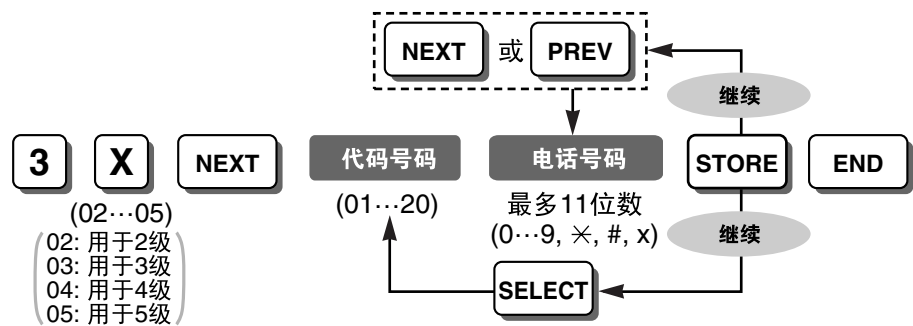 NEXT 或 PREV
继续
3 X NEXT 代码号码 电话号码 STORE END
(02…05) (01…20) 最多11位数
(0…9, ✕, #, x)
继续
02: 用于2级
03: 用于3级
04: 用于4级
05: 用于5级
SELECT